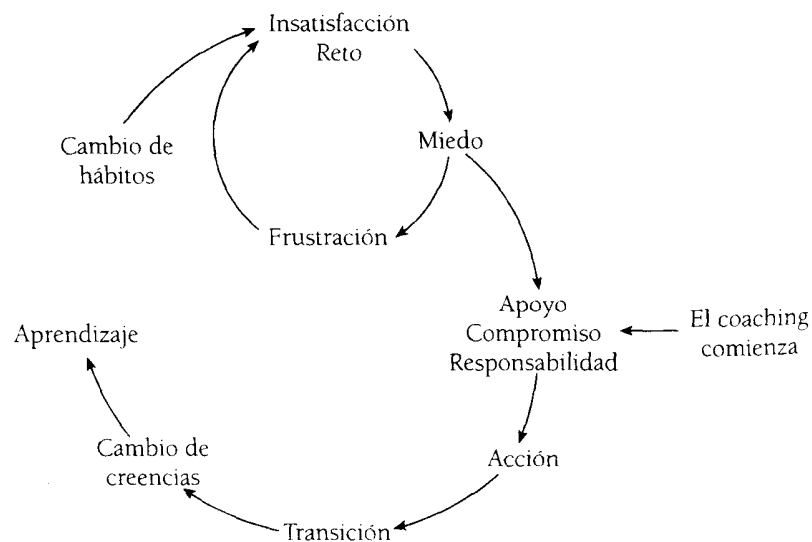 Insatisfacción
Reto
Cambio de
hábitos
Miedo
Frustración
Apoyo
Compromiso
Responsabilidad
El coaching
comienza
Aprendizaje
Acción
Cambio de
creencias
Transición